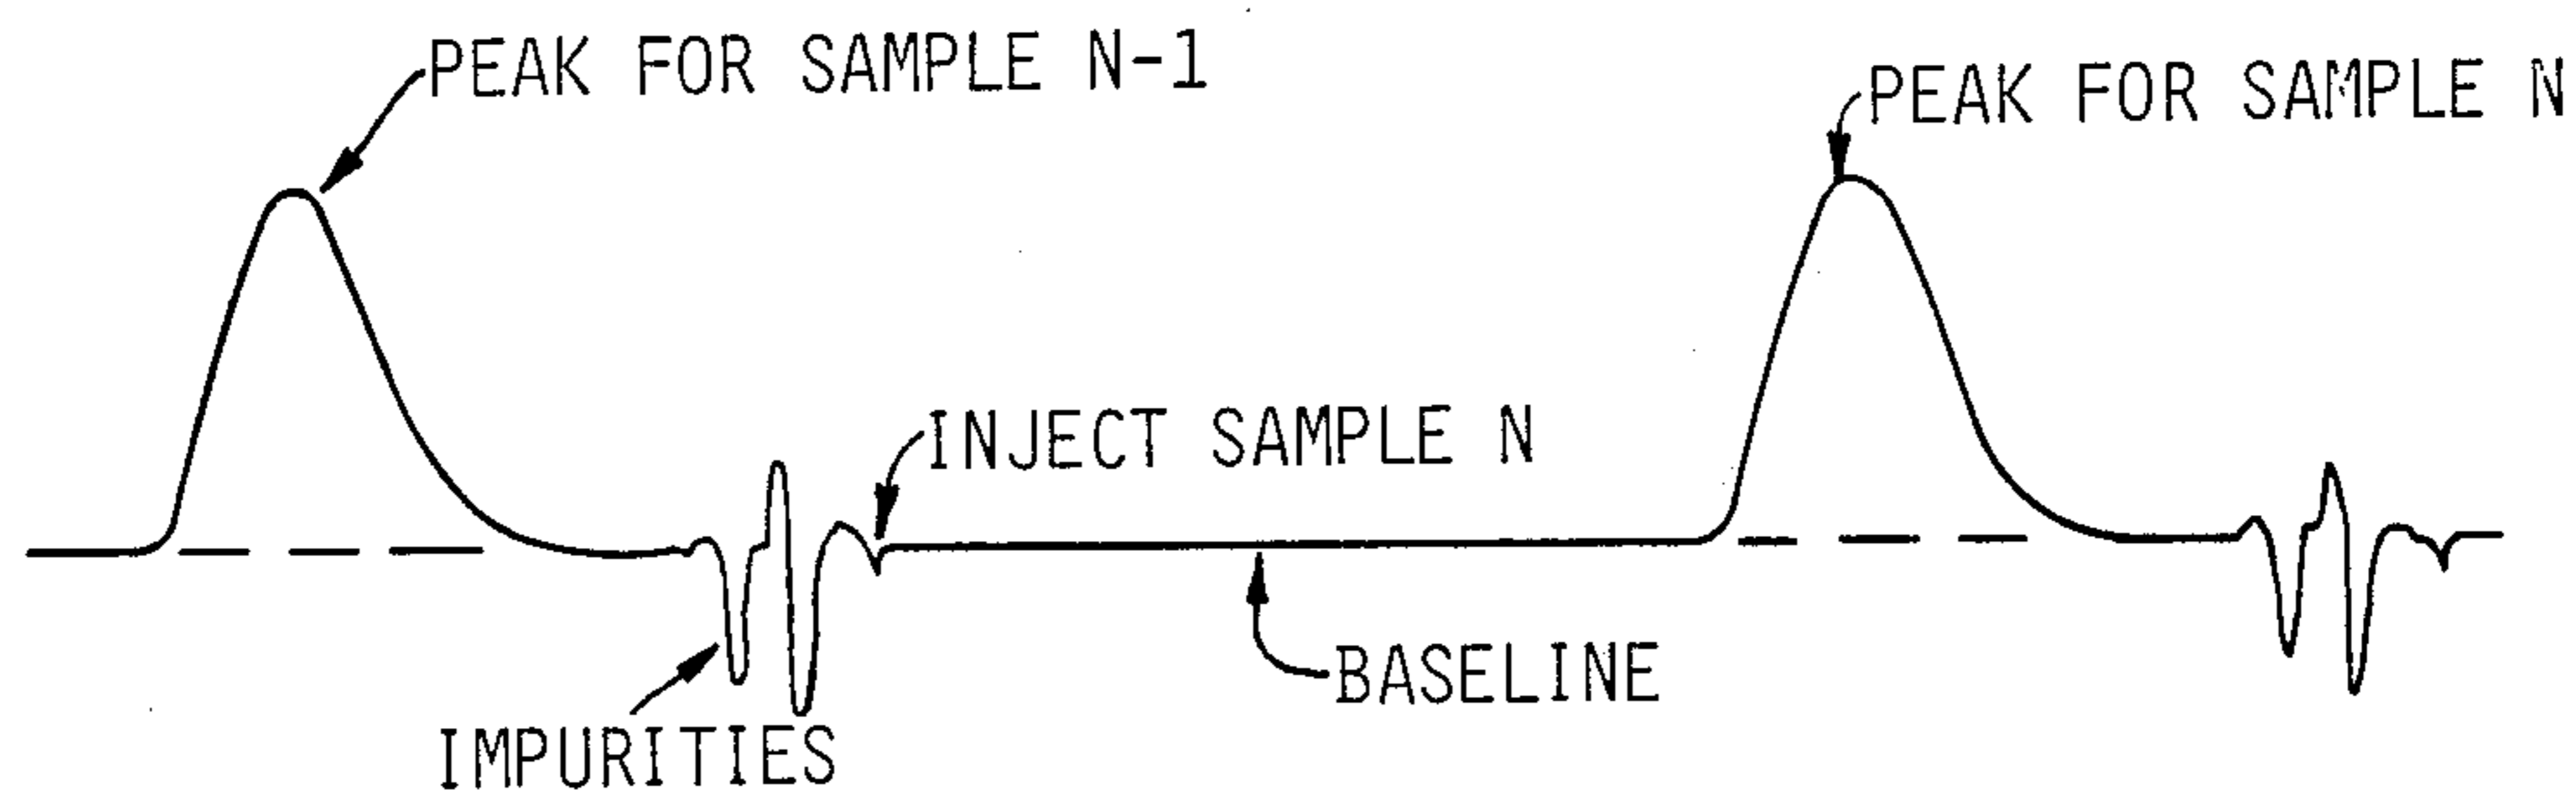 PEAK FOR SAMPLE N-1
PEAK FOR SAMPLE N
INJECT SAMPLE N
BASELINE
IMPURITIES